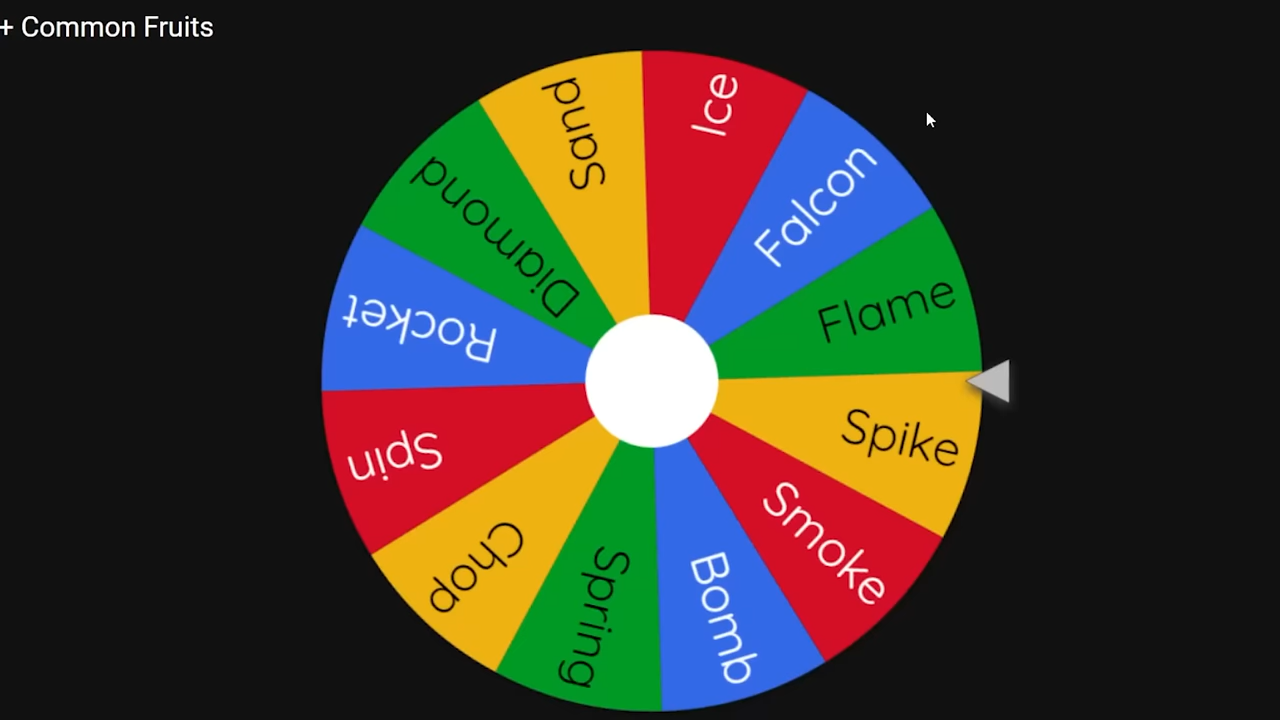 + Common Fruits
Ice
Falcon
Flame
Spike
Smoke
Bomb
Spring
Chop
Spin
Rocket
Diamond
Sand